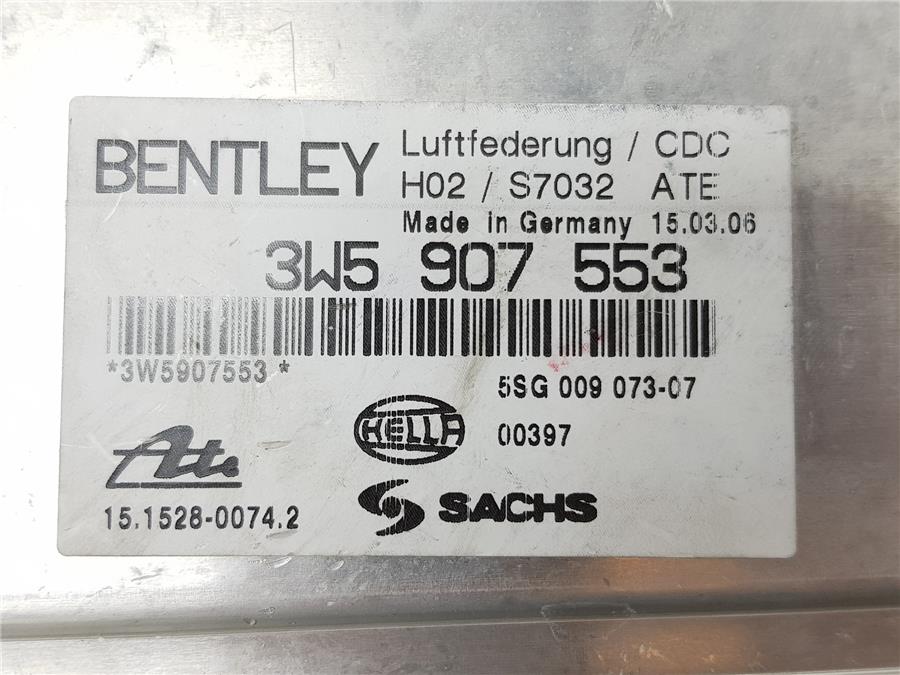 BENTLEY
Luftfederung / CDC
H02 / S7032 ATE
Made in Germany 15.03.06
3W5 907 553
*3W5907553*
5SG 009 073-07
HELLA
00397
Ate
15.1528-0074.2
SACHS